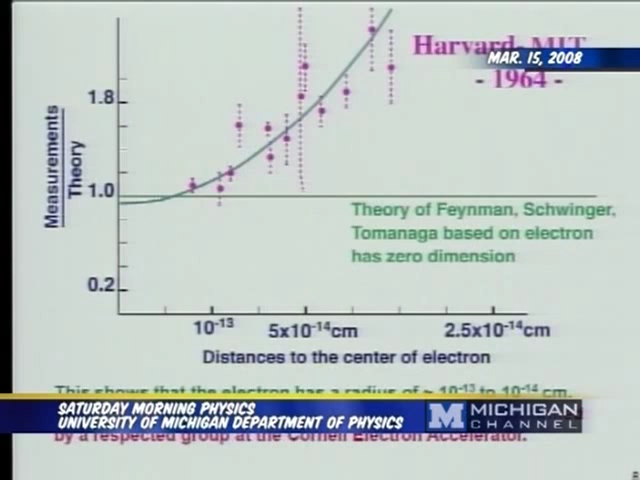 Harvard-MIT
MAR. 15, 2008
- 1964 -
1.8
Measurements
Theory
1.0
Theory of Feynman, Schwinger,
Tomanaga based on electron
has zero dimension
0.2
10-13
5x10-14cm
2.5x10-14cm
Distances to the center of electron
This shows that the electron has a radius of ~ 10-13 to 10-14 cm.
SATURDAY MORNING PHYSICS
UNIVERSITY OF MICHIGAN DEPARTMENT OF PHYSICS
M MICHIGAN
CHANNEL
by a respected group at the Cornell Electron Accelerator.